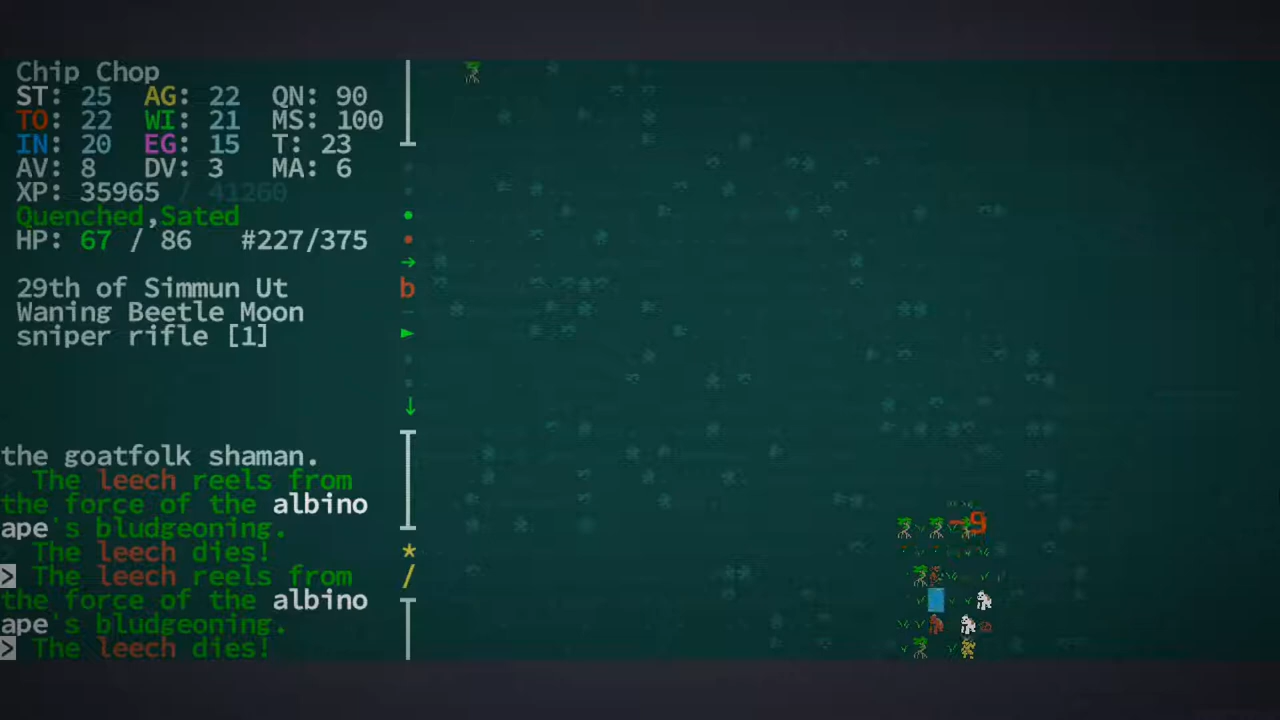 Chip Chop
ST: 25 AG: 22 QN: 90
TO: 22 WI: 21 MS: 100
IN: 20 EG: 15 T: 23
AV: 8 DV: 3 MA: 6
XP: 35965 / 41260
Quenched,Sated
HP: 67 / 86 #227/375
29th of Simmun Ut
Waning Beetle Moon
sniper rifle [1]
b
the goatfolk shaman.
> The leech reels from
the force of the albino
ape's bludgeoning.
> The leech dies!
> The leech reels from
the force of the albino
ape's bludgeoning.
> The leech dies!
*
/
-9